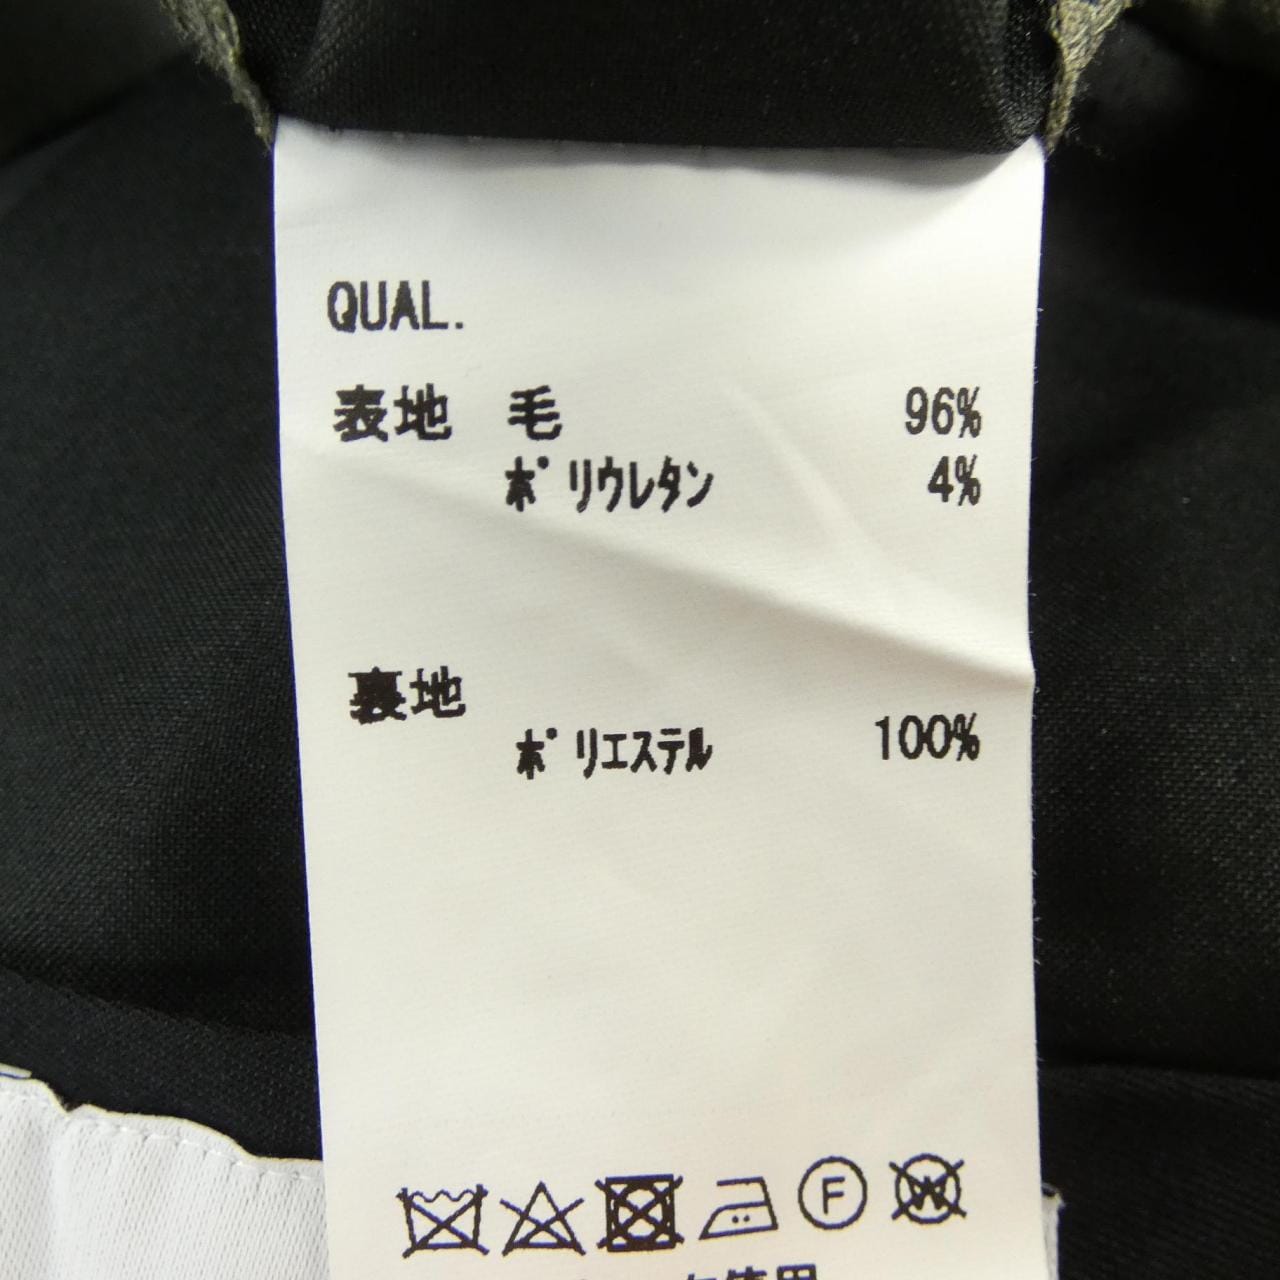 QUAL.
表地 毛 96%
ポリウレタン 4%
裏地
ポリエステル 100%
F
W